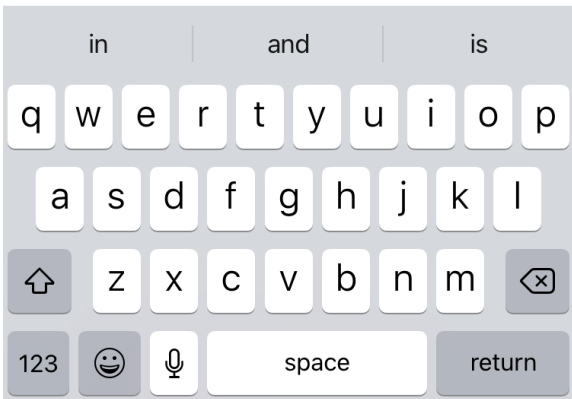 in and is
q w e r t y u i o p
a s d f g h j k l
z x c v b n m
123 space return